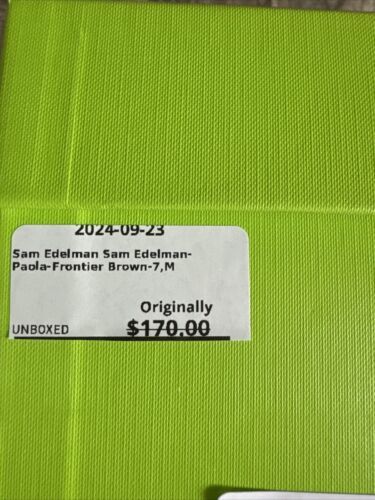 2024-09-23
Sam Edelman Sam Edelman-
Paola-Frontier Brown-7,M
Originally
UNBOXED $170.00